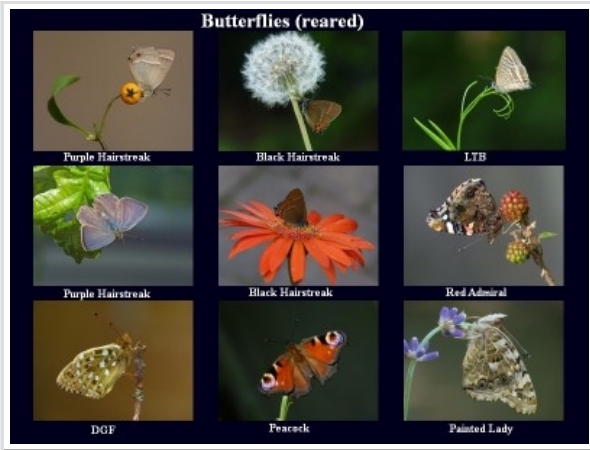 Butterflies (reared)
Purple Hairstreak
Black Hairstreak
LTB
Purple Hairstreak
Black Hairstreak
Red Admiral
DGF
Peacock
Painted Lady